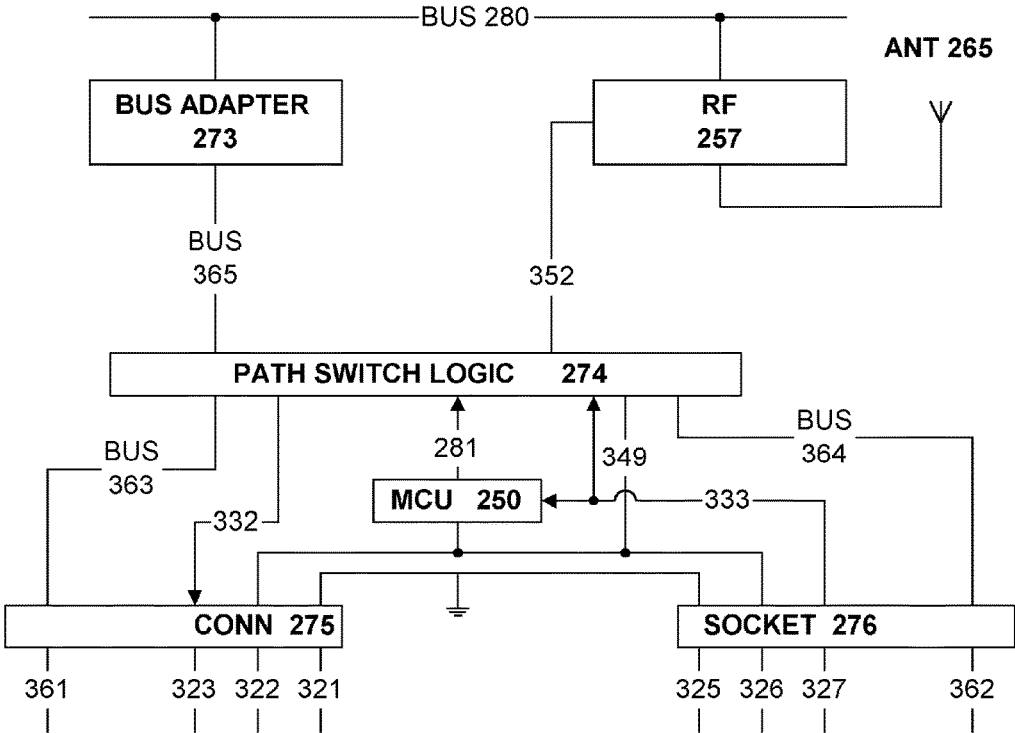 BUS 280
ANT 265
BUS ADAPTER
273
RF
257
BUS
365
352
PATH SWITCH LOGIC 274
BUS
363
281
349
BUS
364
MCU 250
333
332
CONN 275
SOCKET 276
361
323
322
321
325
326
327
362